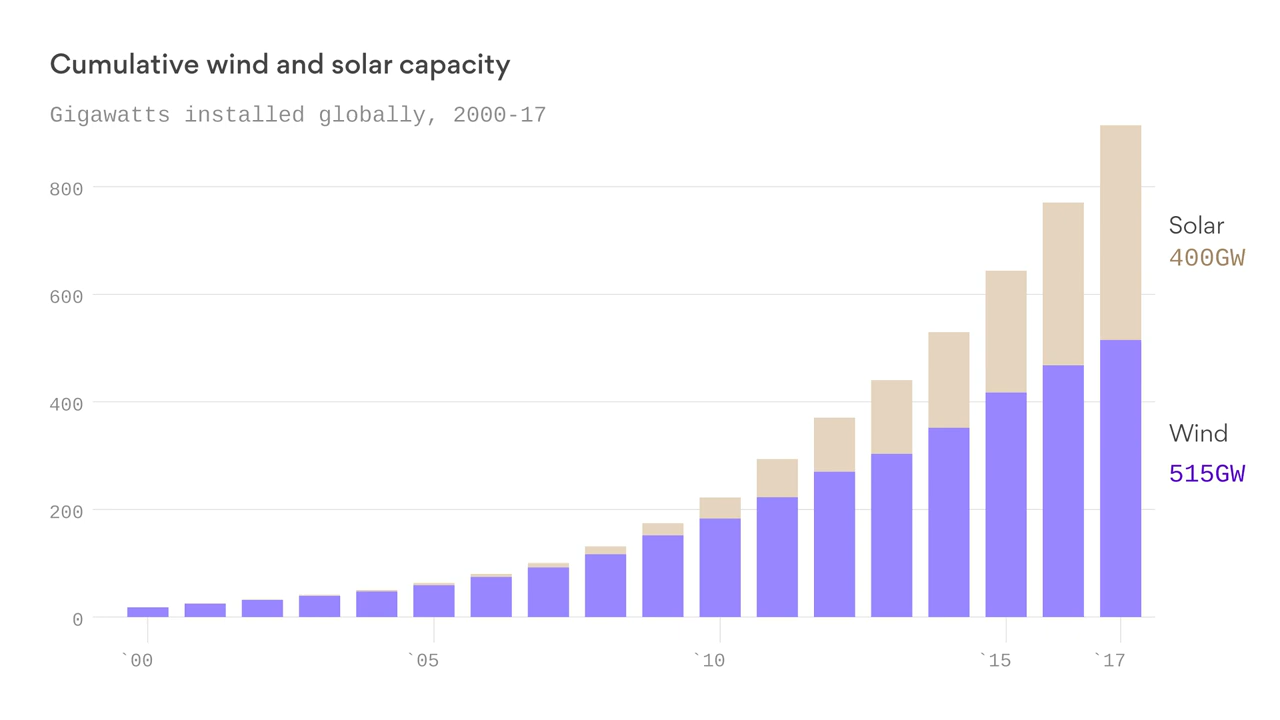 Cumulative wind and solar capacity
Gigawatts installed globally, 2000-17
800
600
400
200
0
Solar
400GW
Wind
515GW
`00 `05 `10 `15 `17